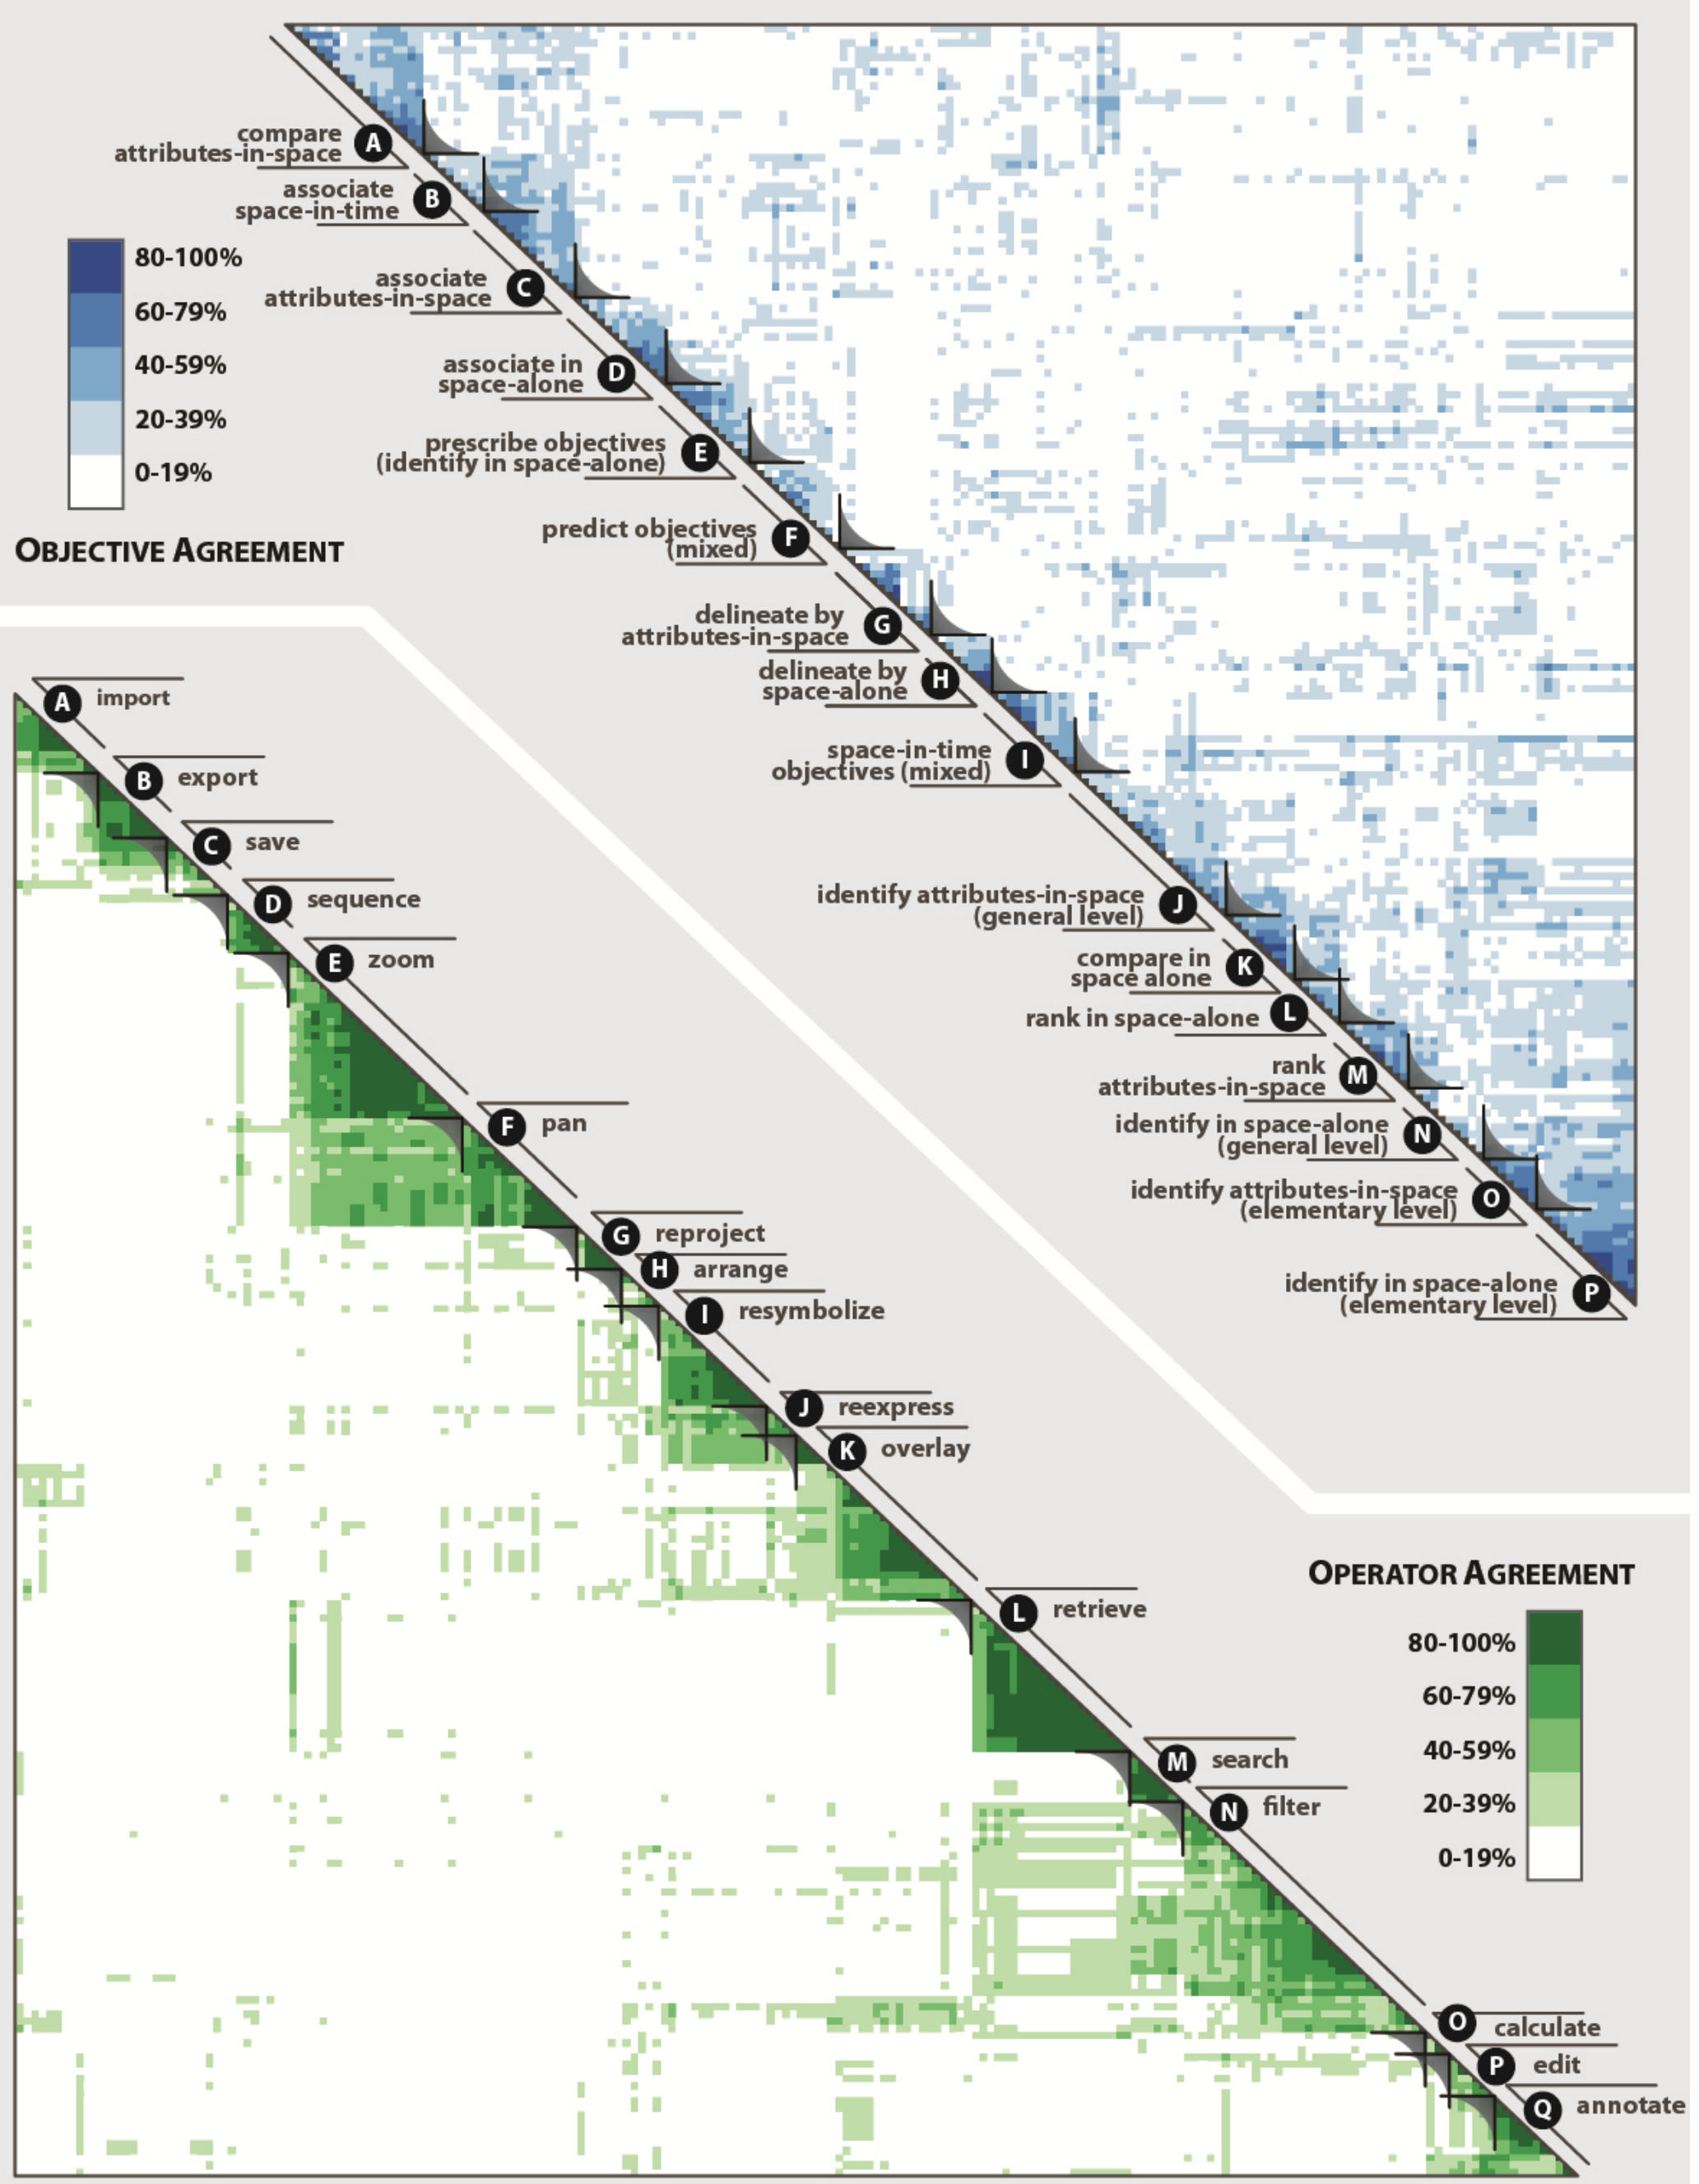 compare
attributes-in-space
A
associate
space-in-time
B
80-100%
60-79%
40-59%
20-39%
0-19%
OBJECTIVE AGREEMENT
associate
attributes-in-space
C
associate in
space-alone
D
prescribe objectives
(identify in space-alone)
E
predict objectives
(mixed)
F
delineate by
attributes-in-space
G
delineate by
space-alone
H
space-in-time
objectives (mixed)
I
identify attributes-in-space
(general level)
J
compare in
space alone
K
rank in space-alone
L
rank
attributes-in-space
M
identify in space-alone
(general level)
N
identify attributes-in-space
(elementary level)
O
identify in space-alone
(elementary level)
P
A import
B export
C save
D sequence
E zoom
F pan
G reproject
H arrange
I resymbolize
J reexpress
K overlay
L retrieve
M search
N filter
O calculate
P edit
Q annotate
OPERATOR AGREEMENT
80-100%
60-79%
40-59%
20-39%
0-19%